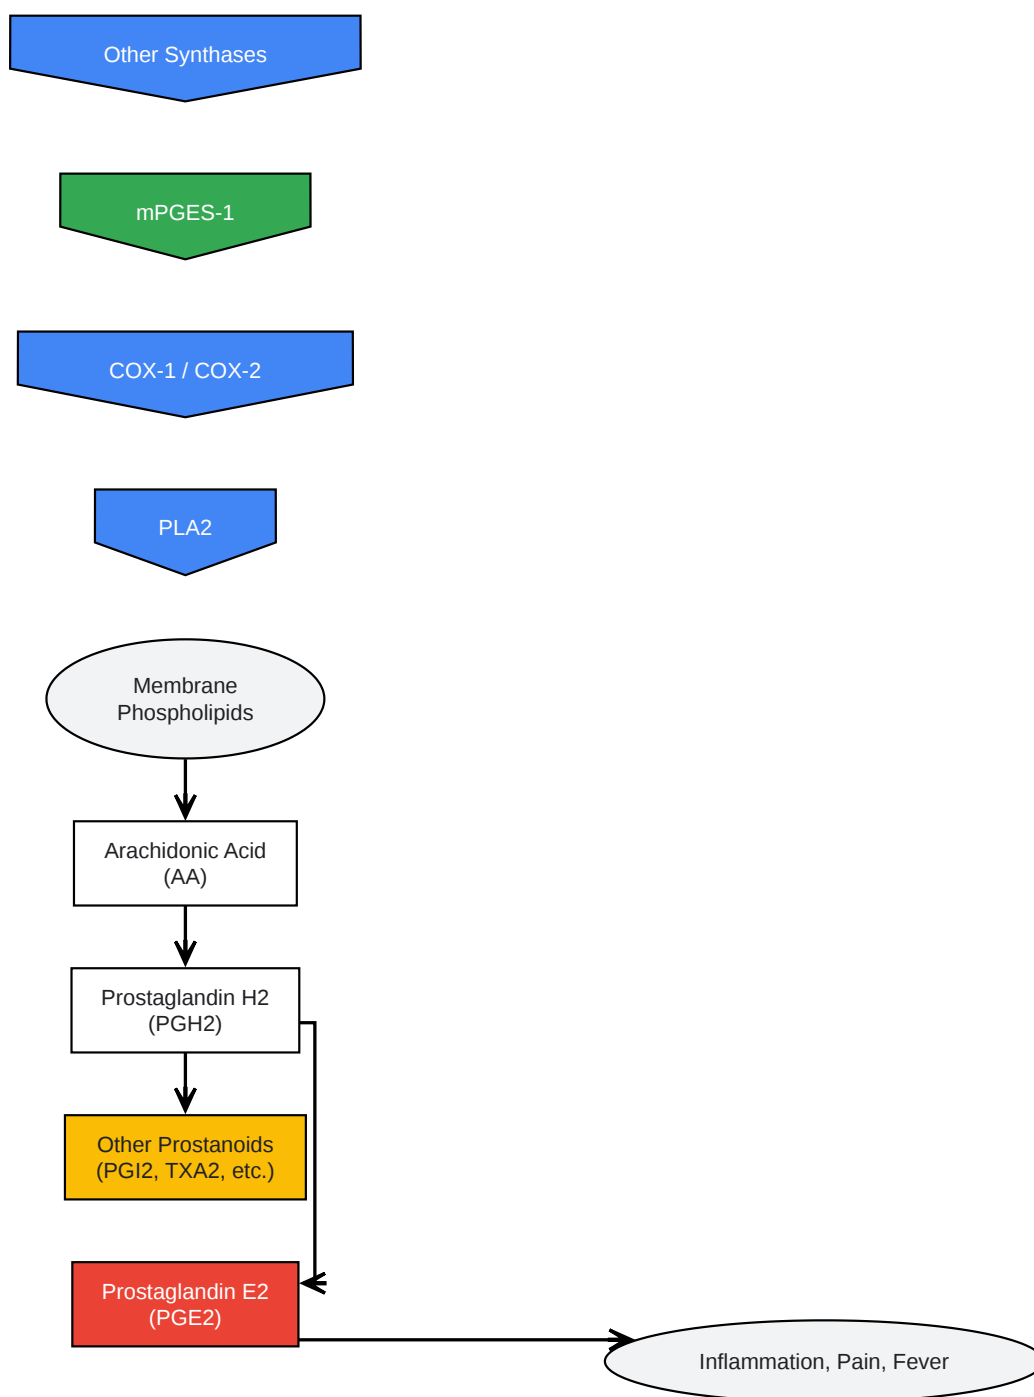 Other Synthases
mPGES-1
COX-1 / COX-2
PLA2
Membrane
Phospholipids
Arachidonic Acid
(AA)
Prostaglandin H2
(PGH2)
Other Prostanoids
(PGI2, TXA2, etc.)
Prostaglandin E2
(PGE2)
Inflammation, Pain, Fever